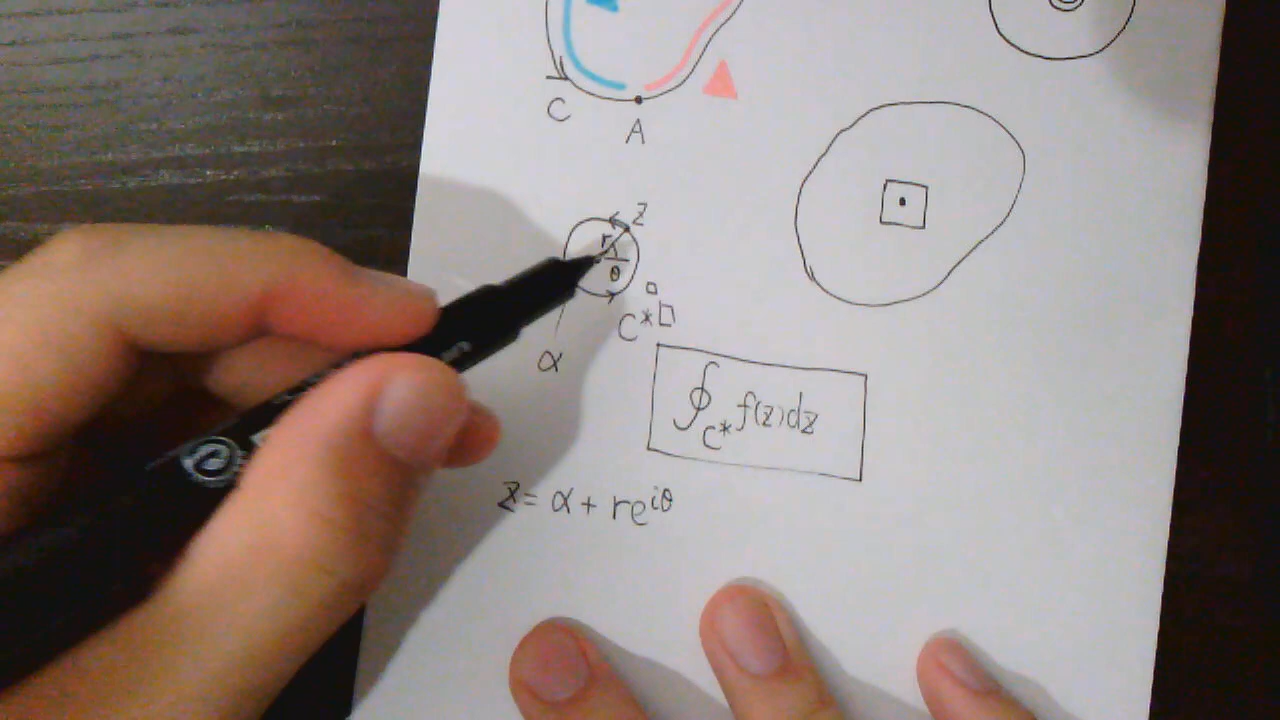 C
A
z
r
θ
C*
α
∮_{C*} f(z)dz
z = α + re^{iθ}